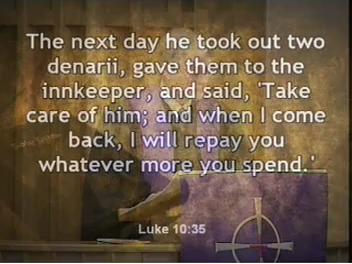 The next day he took out two
denarii, gave them to the
innkeeper, and said, 'Take
care of him; and when I come
back, I will repay you
whatever more you spend.'
Luke 10:35